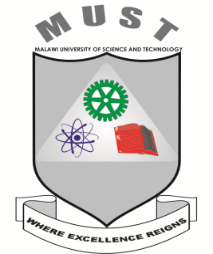 MUST
MALAWI UNIVERSITY OF SCIENCE AND TECHNOLOGY
WHERE EXCELLENCE REIGNS